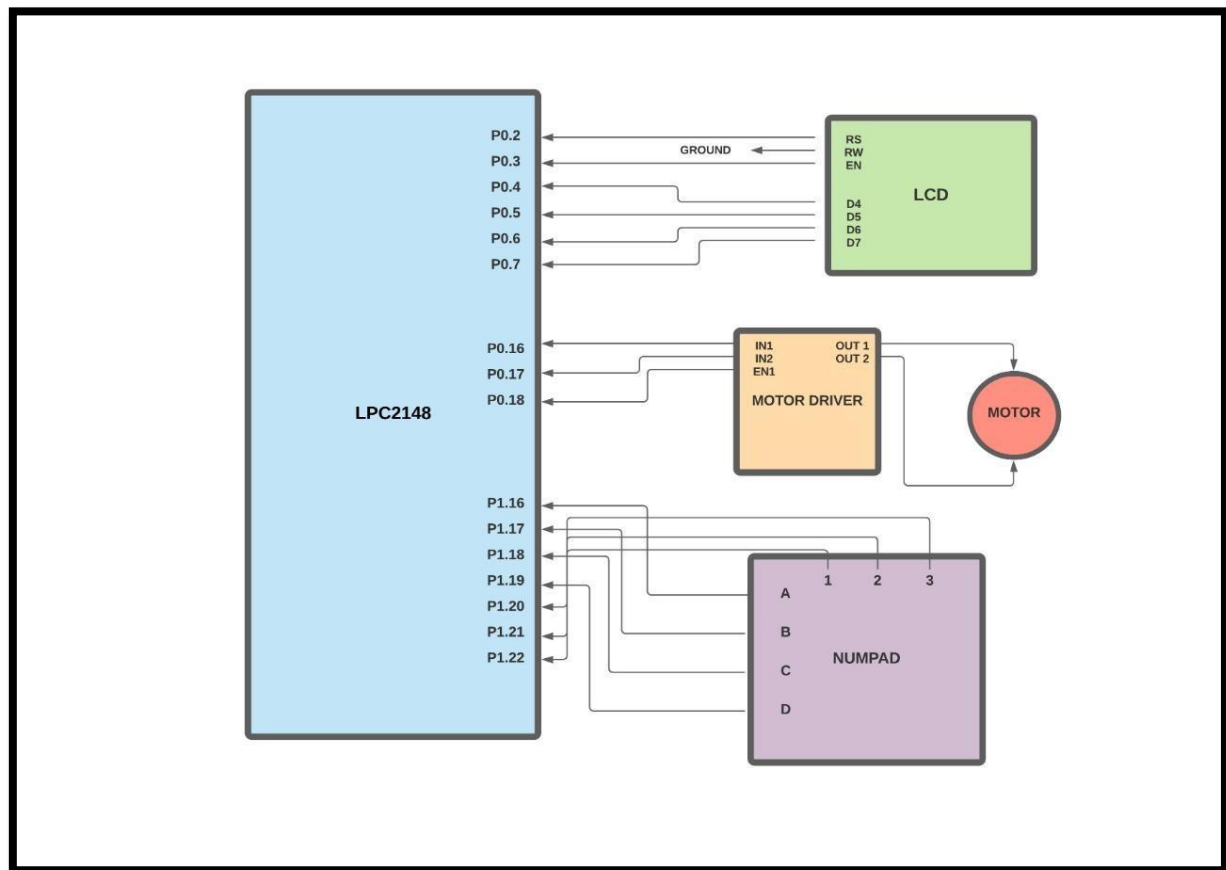 P0.2
P0.3
P0.4
P0.5
P0.6
P0.7
P0.16
P0.17
P0.18
LPC2148
P1.16
P1.17
P1.18
P1.19
P1.20
P1.21
P1.22
GROUND
RS
RW
EN
LCD
D4
D5
D6
D7
IN1 OUT 1
IN2 OUT 2
EN1
MOTOR DRIVER
MOTOR
1 2 3
A
B
NUMPAD
C
D